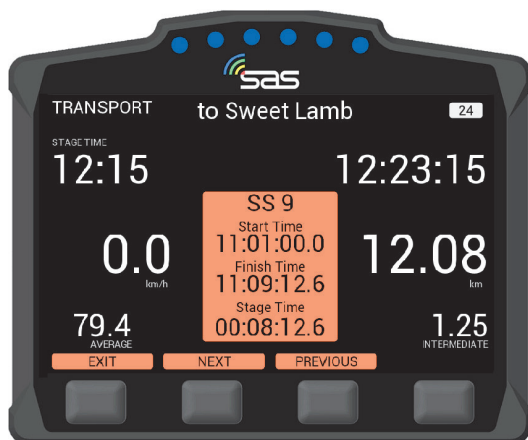 sas
TRANSPORT to Sweet Lamb 24
STAGE TIME
12:15 12:23:15
SS 9
Start Time
11:01:00.0
Finish Time
11:09:12.6
Stage Time
00:08:12.6
0.0
km/h
12.08
km
79.4
AVERAGE
1.25
INTERMEDIATE
EXIT NEXT PREVIOUS